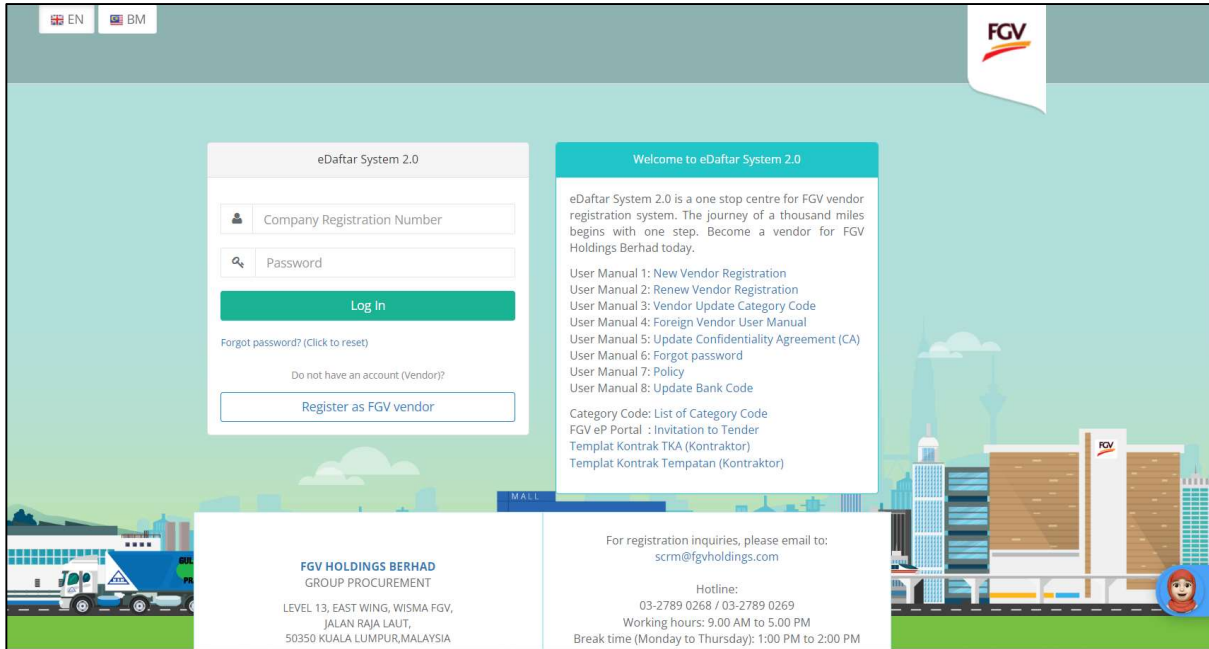 EN
BM
FGV
eDaftar System 2.0
Company Registration Number
Password
Log In
Forgot password? (Click to reset)
Do not have an account (Vendor)?
Register as FGV vendor
Welcome to eDaftar System 2.0
eDaftar System 2.0 is a one stop centre for FGV vendor
registration system. The journey of a thousand miles
begins with one step. Become a vendor for FGV
Holdings Berhad today.
User Manual 1: New Vendor Registration
User Manual 2: Renew Vendor Registration
User Manual 3: Vendor Update Category Code
User Manual 4: Foreign Vendor User Manual
User Manual 5: Update Confidentiality Agreement (CA)
User Manual 6: Forgot password
User Manual 7: Policy
User Manual 8: Update Bank Code
Category Code: List of Category Code
FGV eP Portal : Invitation to Tender
Templat Kontrak TKA (Kontraktor)
Templat Kontrak Tempatan (Kontraktor)
FGV
MALL
FGV HOLDINGS BERHAD
GROUP PROCUREMENT
LEVEL 13, EAST WING, WISMA FGV,
JALAN RAJA LAUT,
50350 KUALA LUMPUR,MALAYSIA
For registration inquiries, please email to:
scrm@fgvholdings.com
Hotline:
03-2789 0268 / 03-2789 0269
Working hours: 9.00 AM to 5.00 PM
Break time (Monday to Thursday): 1:00 PM to 2:00 PM